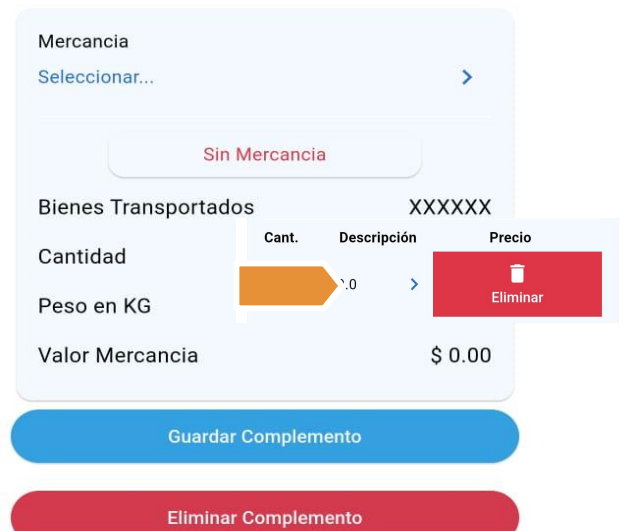 Mercancia
Seleccionar...
Sin Mercancia
Bienes Transportados XXXXXX
Cant. Descripción Precio
Cantidad
.0
Eliminar
Peso en KG
Valor Mercancia $ 0.00
Guardar Complemento
Eliminar Complemento